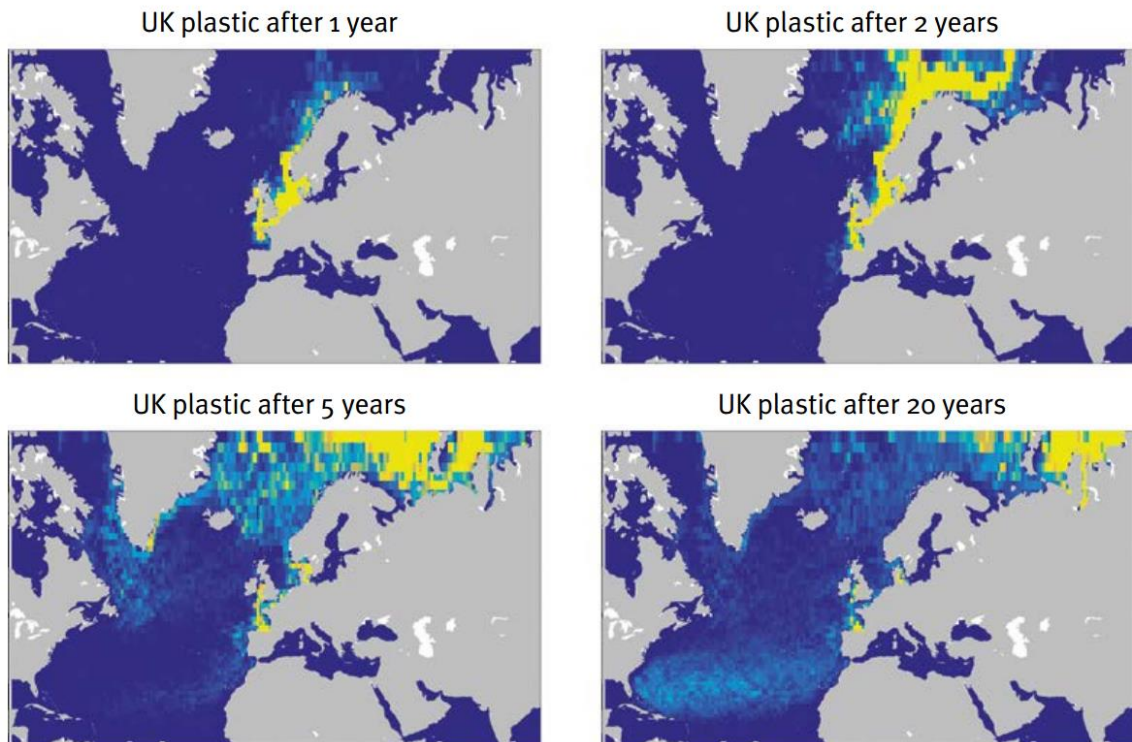 UK plastic after 1 year
UK plastic after 2 years
UK plastic after 5 years
UK plastic after 20 years